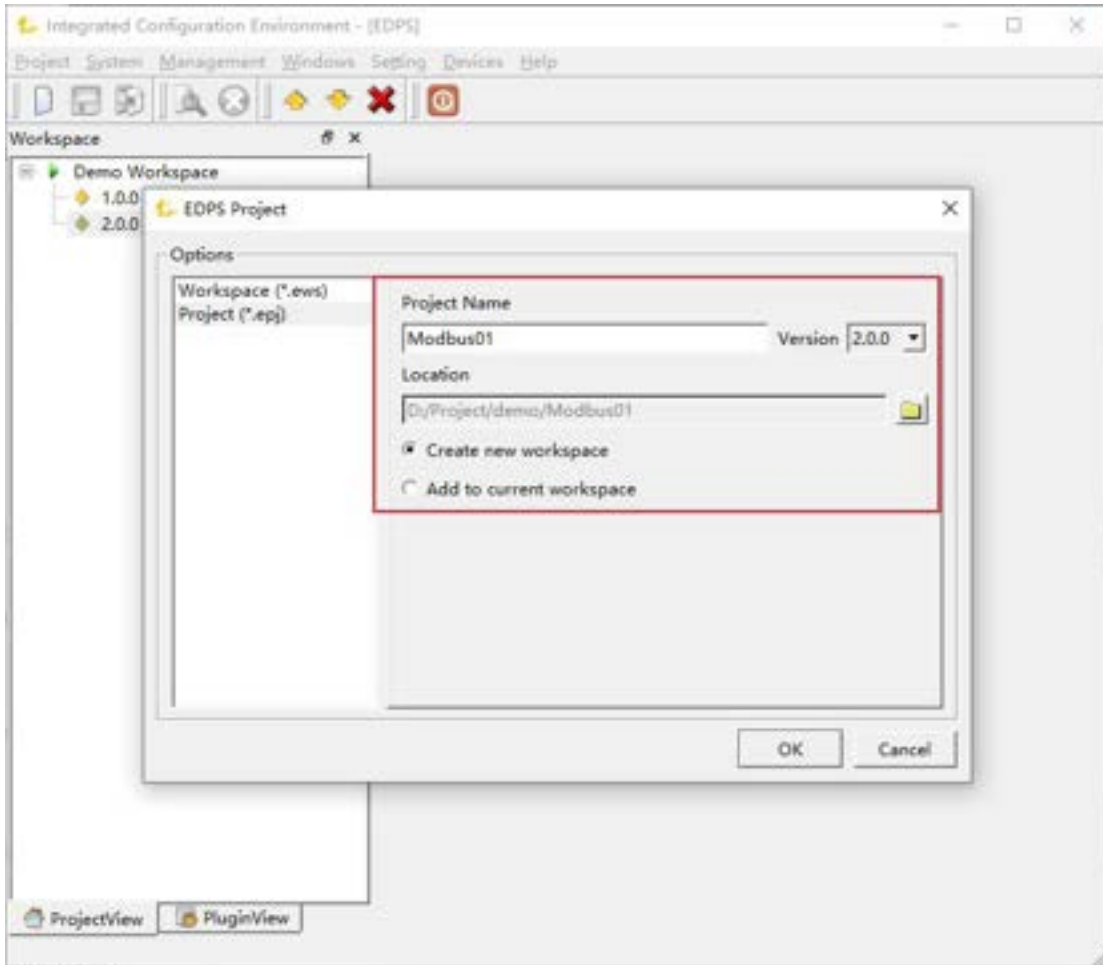 Integrated Configuration Environment - [EDPS]
Project System Management Windows Setting Devices Help
Workspace
Demo Workspace
1.0.0
2.0.0
EDPS Project
Options
Workspace (*.ews)
Project (*.epj)
Project Name
Modbus01 Version 2.0.0
Location
D:/Project/demo/Modbus01
Create new workspace
Add to current workspace
OK Cancel
ProjectView PluginView